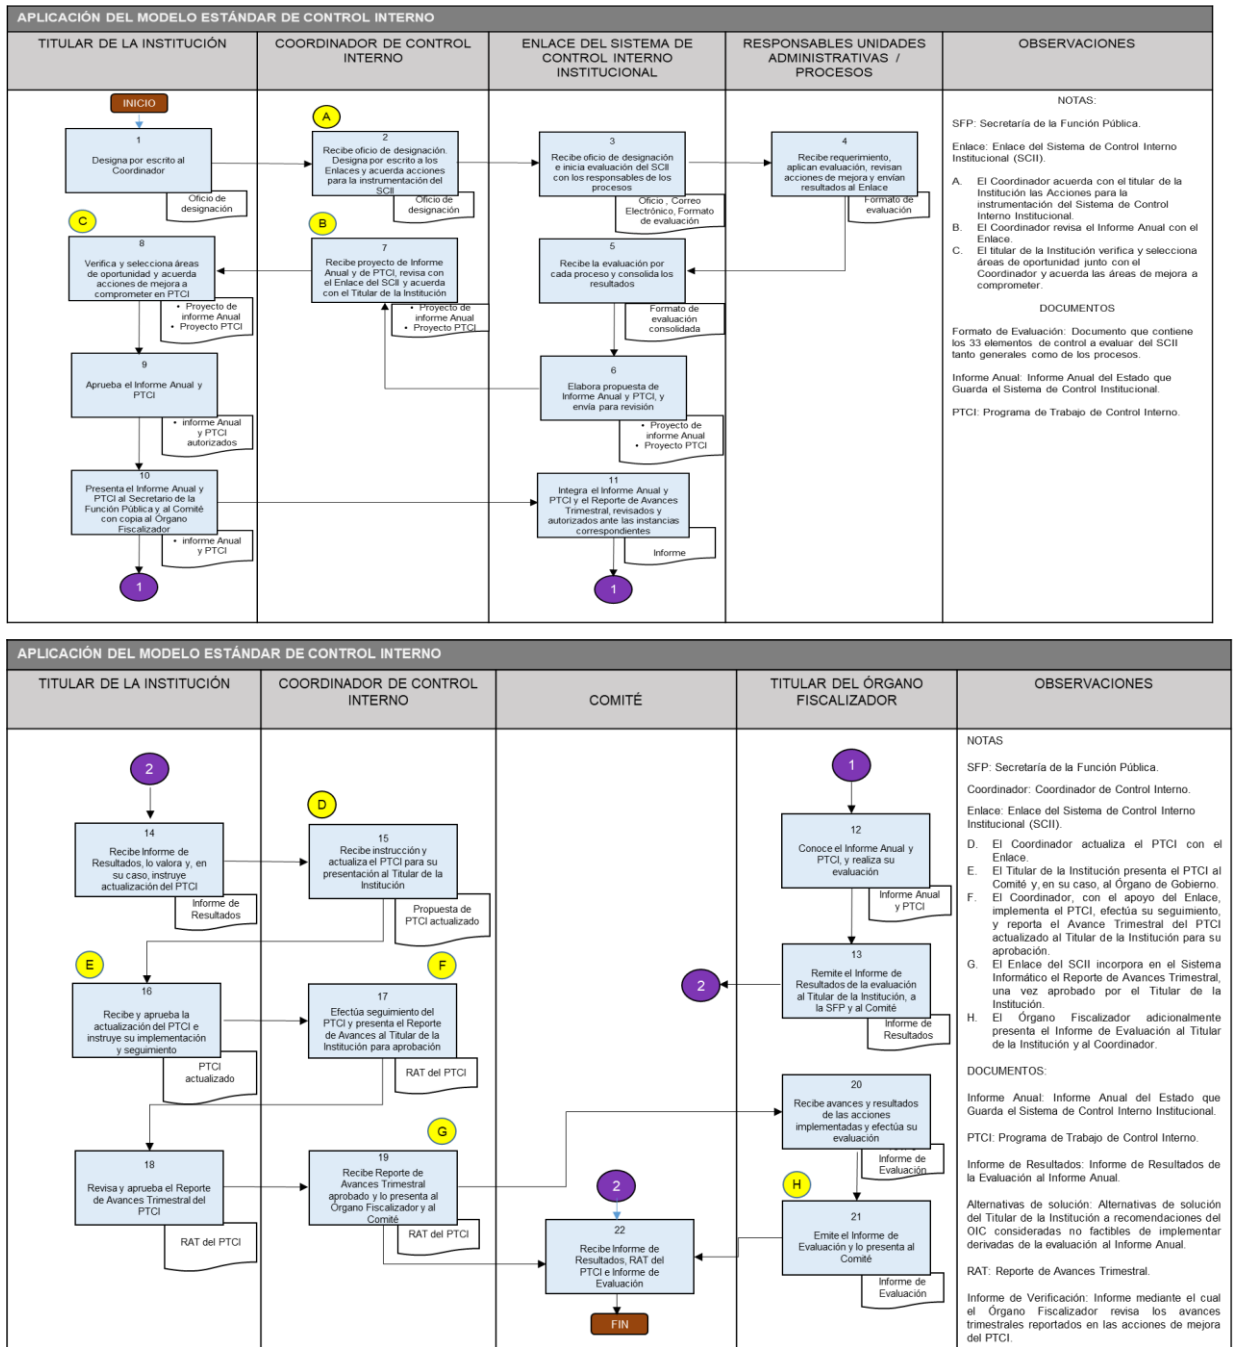 APLICACIÓN DEL MODELO ESTÁNDAR DE CONTROL INTERNO
TITULAR DE LA INSTITUCIÓN
COORDINADOR DE CONTROL
INTERNO
ENLACE DEL SISTEMA DE
CONTROL INTERNO
INSTITUCIONAL
RESPONSABLES UNIDADES
ADMINISTRATIVAS /
PROCESOS
OBSERVACIONES
INICIO
1
Designa por escrito al
Coordinador
Oficio de
designación
A
2
Recibe oficio de designación.
Designa por escrito a los
Enlaces y acuerda acciones
para la instrumentación del
SCII
Oficio de
designación
3
Recibe oficio de designación
e inicia evaluación del SCII
con los responsables de los
procesos
Oficio , Correo
Electrónico, Formato
de evaluación
4
Recibe requerimiento,
aplican evaluación, revisan
acciones de mejora y envían
resultados al Enlace
Formato de
evaluación
C
8
Verifica y selecciona áreas
de oportunidad y acuerda
acciones de mejora a
comprometer en PTCI
• Proyecto de
informe Anual
• Proyecto PTCI
B
7
Recibe proyecto de Informe
Anual y de PTCI, revisa con
el Enlace del SCII y acuerda
con el Titular de la Institución
• Proyecto de
informe Anual
• Proyecto PTCI
5
Recibe la evaluación por
cada proceso y consolida los
resultados
Formato de
evaluación
consolidada
9
Aprueba el Informe Anual y
PTCI
• informe Anual
y PTCI
autorizados
6
Elabora propuesta de
Informe Anual y PTCI, y
envía para revisión
• Proyecto de
informe Anual
• Proyecto PTCI
10
Presenta el Informe Anual y
PTCI al Secretario de la
Función Pública y al Comité
con copia al Órgano
Fiscalizador
• informe Anual
y PTCI
11
Integra el Informe Anual y
PTCI y el Reporte de Avances
Trimestral, revisados y
autorizados ante las instancias
correspondientes
Informe
1
1
NOTAS:
SFP: Secretaría de la Función Pública.
Enlace: Enlace del Sistema de Control Interno
Institucional (SCII).
A. El Coordinador acuerda con el titular de la
Institución las Acciones para la
instrumentación del Sistema de Control
Interno Institucional.
B. El Coordinador revisa el Informe Anual con el
Enlace.
C. El titular de la Institución verifica y selecciona
áreas de oportunidad junto con el
Coordinador y acuerda las áreas de mejora a
comprometer.
DOCUMENTOS
Formato de Evaluación: Documento que contiene
los 33 elementos de control a evaluar del SCII
tanto generales como de los procesos.
Informe Anual: Informe Anual del Estado que
Guarda el Sistema de Control Institucional.
PTCI: Programa de Trabajo de Control Interno.
APLICACIÓN DEL MODELO ESTÁNDAR DE CONTROL INTERNO
TITULAR DE LA INSTITUCIÓN
COORDINADOR DE CONTROL
INTERNO
COMITÉ
TITULAR DEL ÓRGANO
FISCALIZADOR
OBSERVACIONES
2
14
Recibe Informe de
Resultados, lo valora y, en
su caso, instruye
actualización del PTCI
Informe de
Resultados
D
15
Recibe instrucción y
actualiza el PTCI para su
presentación al Titular de la
Institución
Propuesta de
PTCI actualizado
1
12
Conoce el Informe Anual y
PTCI, y realiza su
evaluación
Informe Anual
y PTCI
E
16
Recibe y aprueba la
actualización del PTCI e
instruye su implementación
y seguimiento
PTCI
actualizado
F
17
Efectúa seguimiento del
PTCI y presenta el Reporte
de Avances al Titular de la
Institución para aprobación
RAT del PTCI
2
13
Remite el Informe de
Resultados de la evaluación
al Titular de la Institución, a
la SFP y al Comité
Informe de
Resultados
18
Revisa y aprueba el Reporte
de Avances Trimestral del
PTCI
RAT del PTCI
G
19
Recibe Reporte de
Avances Trimestral
aprobado y lo presenta al
Órgano Fiscalizador y al
Comité
RAT del PTCI
20
Recibe avances y resultados
de las acciones
implementadas y efectúa su
evaluación
Informe de
Evaluación
2
22
Recibe Informe de
Resultados, RAT del
PTCI e Informe de
Evaluación
H
21
Emite el Informe de
Evaluación y lo presenta al
Comité
Informe de
Evaluación
FIN
NOTAS
SFP: Secretaría de la Función Pública.
Coordinador: Coordinador de Control Interno.
Enlace: Enlace del Sistema de Control Interno
Institucional (SCII).
D. El Coordinador actualiza el PTCI con el
Enlace.
E. El Titular de la Institución presenta el PTCI al
Comité y, en su caso, al Órgano de Gobierno.
F. El Coordinador, con el apoyo del Enlace,
implementa el PTCI, efectúa su seguimiento,
y reporta el Avance Trimestral del PTCI
actualizado al Titular de la Institución para su
aprobación.
G. El Enlace del SCII incorpora en el Sistema
Informático el Reporte de Avances Trimestral,
una vez aprobado por el Titular de la
Institución.
H. El Órgano Fiscalizador adicionalmente
presenta el Informe de Evaluación al Titular
de la Institución y al Coordinador.
DOCUMENTOS:
Informe Anual: Informe Anual del Estado que
Guarda el Sistema de Control Interno Institucional.
PTCI: Programa de Trabajo de Control Interno.
Informe de Resultados: Informe de Resultados de
la Evaluación al Informe Anual.
Alternativas de solución: Alternativas de solución
del Titular de la Institución a recomendaciones del
OIC consideradas no factibles de implementar
derivadas de la evaluación al Informe Anual.
RAT: Reporte de Avances Trimestral.
Informe de Verificación: Informe mediante el cual
el Órgano Fiscalizador revisa los avances
trimestrales reportados en las acciones de mejora
del PTCI.